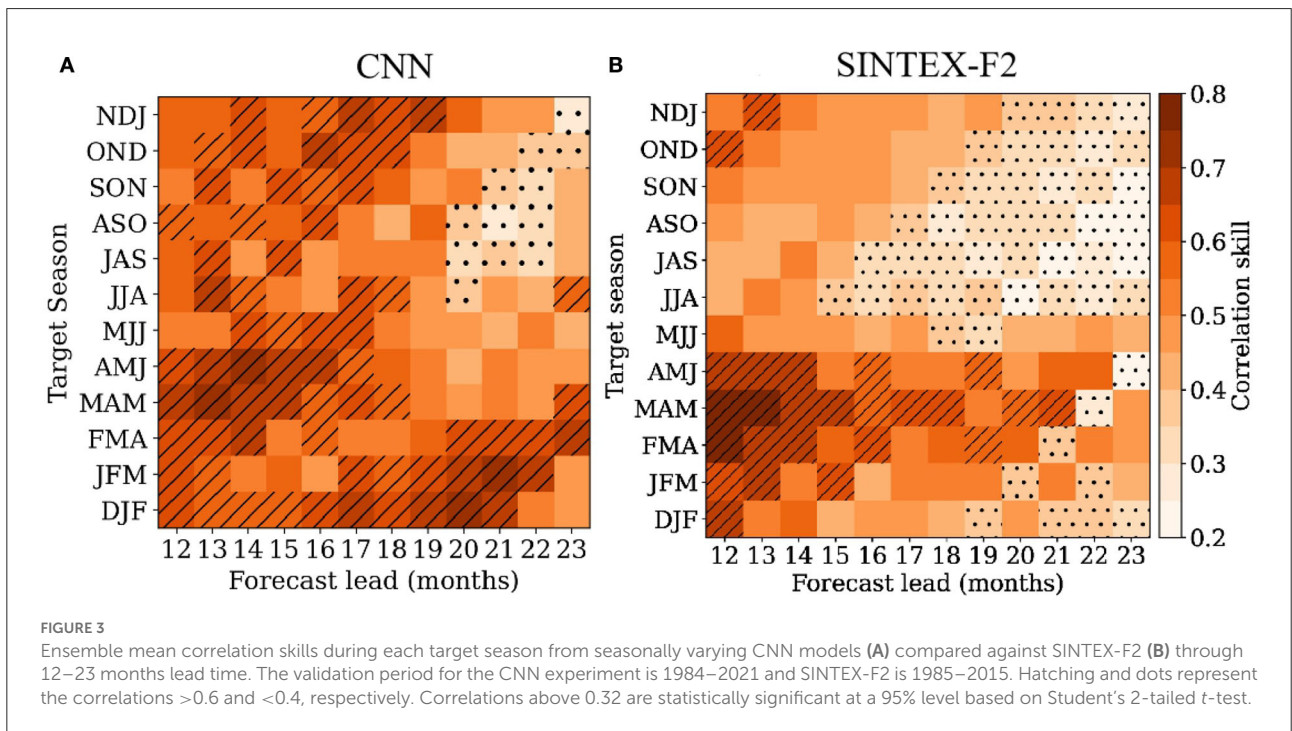 A
CNN
Target Season
NDJ
OND
SON
ASO
JAS
JJA
MJJ
AMJ
MAM
FMA
JFM
DJF
12 13 14 15 16 17 18 19 20 21 22 23
Forecast lead (months)
B
SINTEX-F2
Target season
NDJ
OND
SON
ASO
JAS
JJA
MJJ
AMJ
MAM
FMA
JFM
DJF
12 13 14 15 16 17 18 19 20 21 22 23
Forecast lead (months)
0.8
0.7
0.6
0.5
0.4
0.3
0.2
Correlation skill
FIGURE 3
Ensemble mean correlation skills during each target season from seasonally varying CNN models (A) compared against SINTEX-F2 (B) through
12–23 months lead time. The validation period for the CNN experiment is 1984–2021 and SINTEX-F2 is 1985–2015. Hatching and dots represent
the correlations >0.6 and <0.4, respectively. Correlations above 0.32 are statistically significant at a 95% level based on Student's 2-tailed t-test.